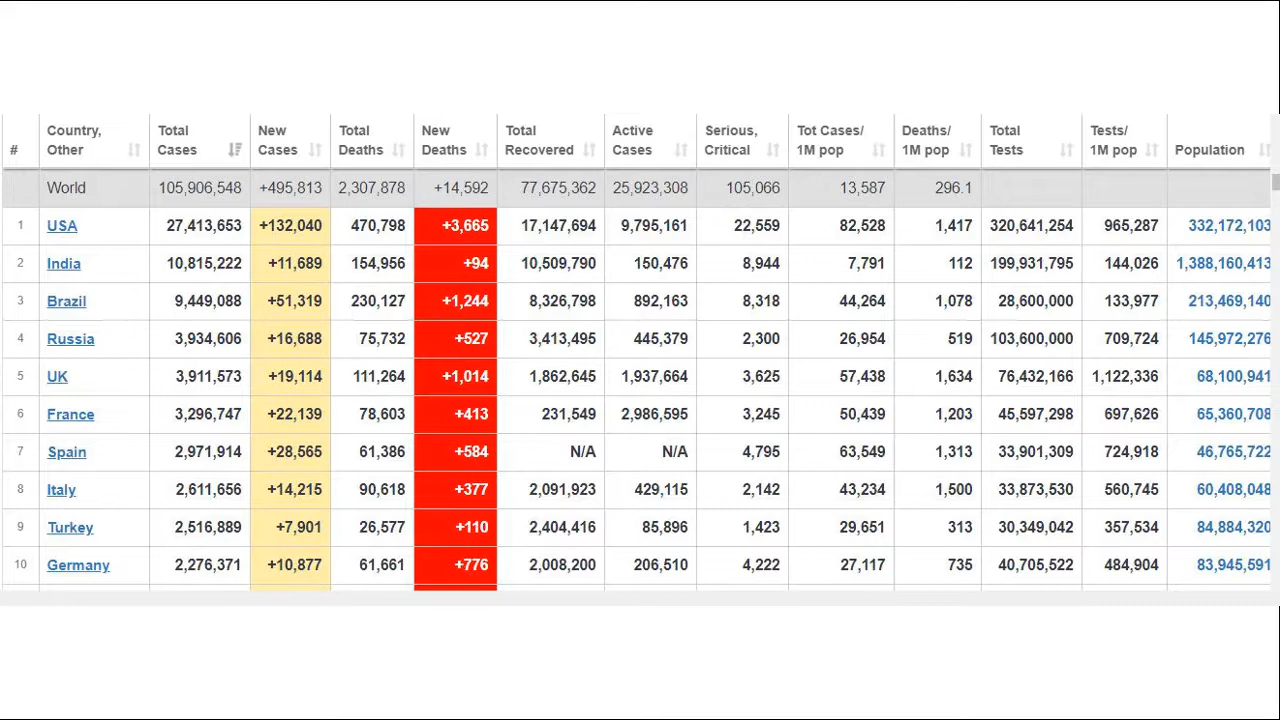 # Country, Other Total Cases New Cases Total Deaths New Deaths Total Recovered Active Cases Serious, Critical Tot Cases/ 1M pop Deaths/ 1M pop Total Tests Tests/ 1M pop Population
World 105,906,548 +495,813 2,307,878 +14,592 77,675,362 25,923,308 105,066 13,587 296.1
1 USA 27,413,653 +132,040 470,798 +3,665 17,147,694 9,795,161 22,559 82,528 1,417 320,641,254 965,287 332,172,103
2 India 10,815,222 +11,689 154,956 +94 10,509,790 150,476 8,944 7,791 112 199,931,795 144,026 1,388,160,413
3 Brazil 9,449,088 +51,319 230,127 +1,244 8,326,798 892,163 8,318 44,264 1,078 28,600,000 133,977 213,469,140
4 Russia 3,934,606 +16,688 75,732 +527 3,413,495 445,379 2,300 26,954 519 103,600,000 709,724 145,972,276
5 UK 3,911,573 +19,114 111,264 +1,014 1,862,645 1,937,664 3,625 57,438 1,634 76,432,166 1,122,336 68,100,941
6 France 3,296,747 +22,139 78,603 +413 231,549 2,986,595 3,245 50,439 1,203 45,597,298 697,626 65,360,708
7 Spain 2,971,914 +28,565 61,386 +584 N/A N/A 4,795 63,549 1,313 33,901,309 724,918 46,765,722
8 Italy 2,611,656 +14,215 90,618 +377 2,091,923 429,115 2,142 43,234 1,500 33,873,530 560,745 60,408,048
9 Turkey 2,516,889 +7,901 26,577 +110 2,404,416 85,896 1,423 29,651 313 30,349,042 357,534 84,884,320
10 Germany 2,276,371 +10,877 61,661 +776 2,008,200 206,510 4,222 27,117 735 40,705,522 484,904 83,945,591